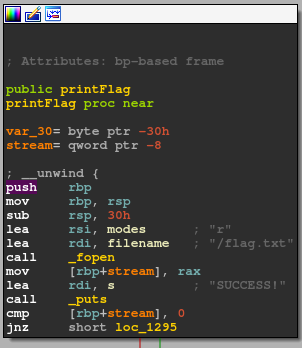 ; Attributes: bp-based frame
public printFlag
printFlag proc near
var_30= byte ptr -30h
stream= qword ptr -8
; __unwind {
push rbp
mov rbp, rsp
sub rsp, 30h
lea rsi, modes ; "r"
lea rdi, filename ; "/flag.txt"
call _fopen
mov [rbp+stream], rax
lea rdi, s ; "SUCCESS!"
call _puts
cmp [rbp+stream], 0
jnz short loc_1295